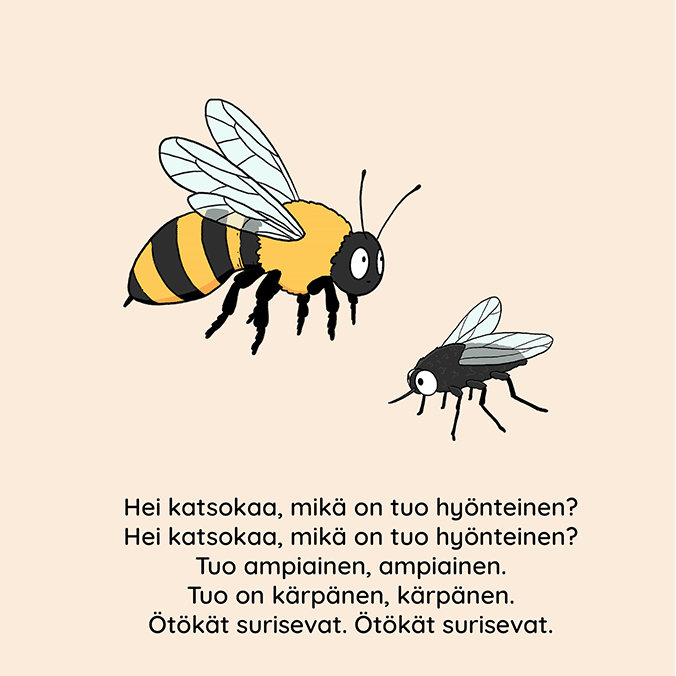 Hei katsokaa, mikä on tuo hyönteinen?
Hei katsokaa, mikä on tuo hyönteinen?
Tuo ampiainen, ampiainen.
Tuo on kärpänen, kärpänen.
Ötökät surisevat. Ötökät surisevat.